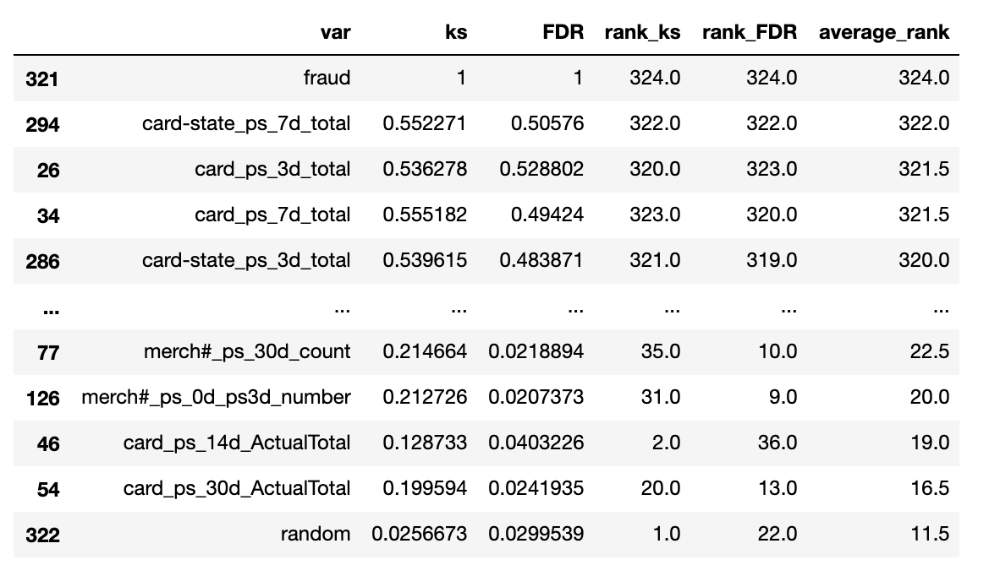 var ks FDR rank_ks rank_FDR average_rank
321 fraud 1 1 324.0 324.0 324.0
294 card-state_ps_7d_total 0.552271 0.50576 322.0 322.0 322.0
26 card_ps_3d_total 0.536278 0.528802 320.0 323.0 321.5
34 card_ps_7d_total 0.555182 0.49424 323.0 320.0 321.5
286 card-state_ps_3d_total 0.539615 0.483871 321.0 319.0 320.0
... ... ... ... ... ... ...
77 merch#_ps_30d_count 0.214664 0.0218894 35.0 10.0 22.5
126 merch#_ps_0d_ps3d_number 0.212726 0.0207373 31.0 9.0 20.0
46 card_ps_14d_ActualTotal 0.128733 0.0403226 2.0 36.0 19.0
54 card_ps_30d_ActualTotal 0.199594 0.0241935 20.0 13.0 16.5
322 random 0.0256673 0.0299539 1.0 22.0 11.5